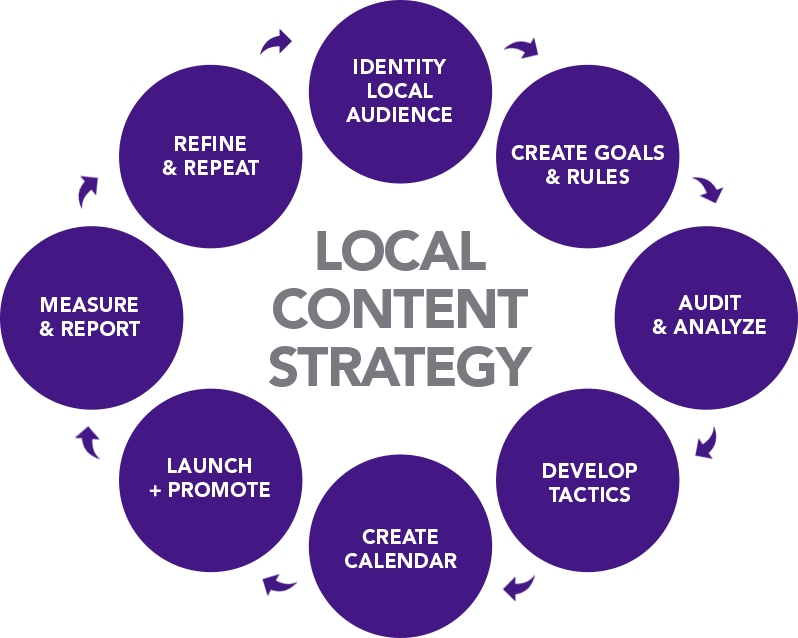 IDENTITY
LOCAL
AUDIENCE
CREATE GOALS
& RULES
AUDIT
& ANALYZE
DEVELOP
TACTICS
CREATE
CALENDAR
LAUNCH
+ PROMOTE
MEASURE
& REPORT
REFINE
& REPEAT
LOCAL
CONTENT
STRATEGY